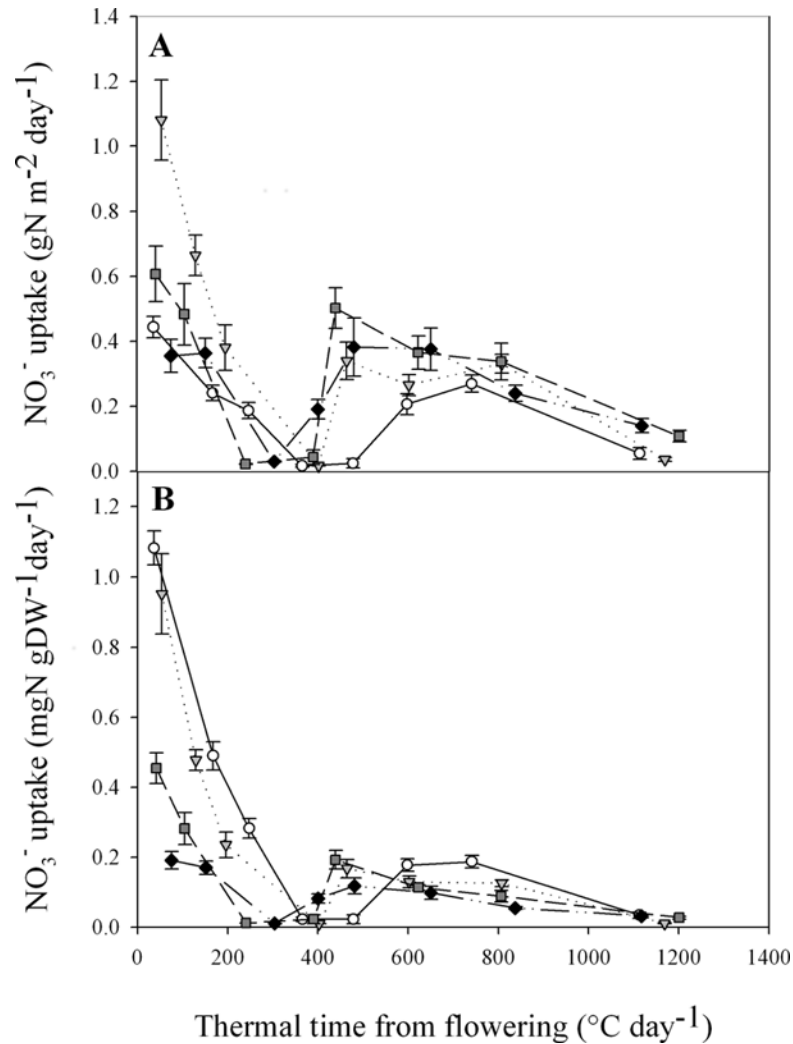 A
NO3- uptake (gN m-2 day-1)
1.4
1.2
1.0
0.8
0.6
0.4
0.2
0.0
B
NO3- uptake (mgN gDW-1day-1)
1.2
1.0
0.8
0.6
0.4
0.2
0.0
0 200 400 600 800 1000 1200 1400
Thermal time from flowering (°C day-1)